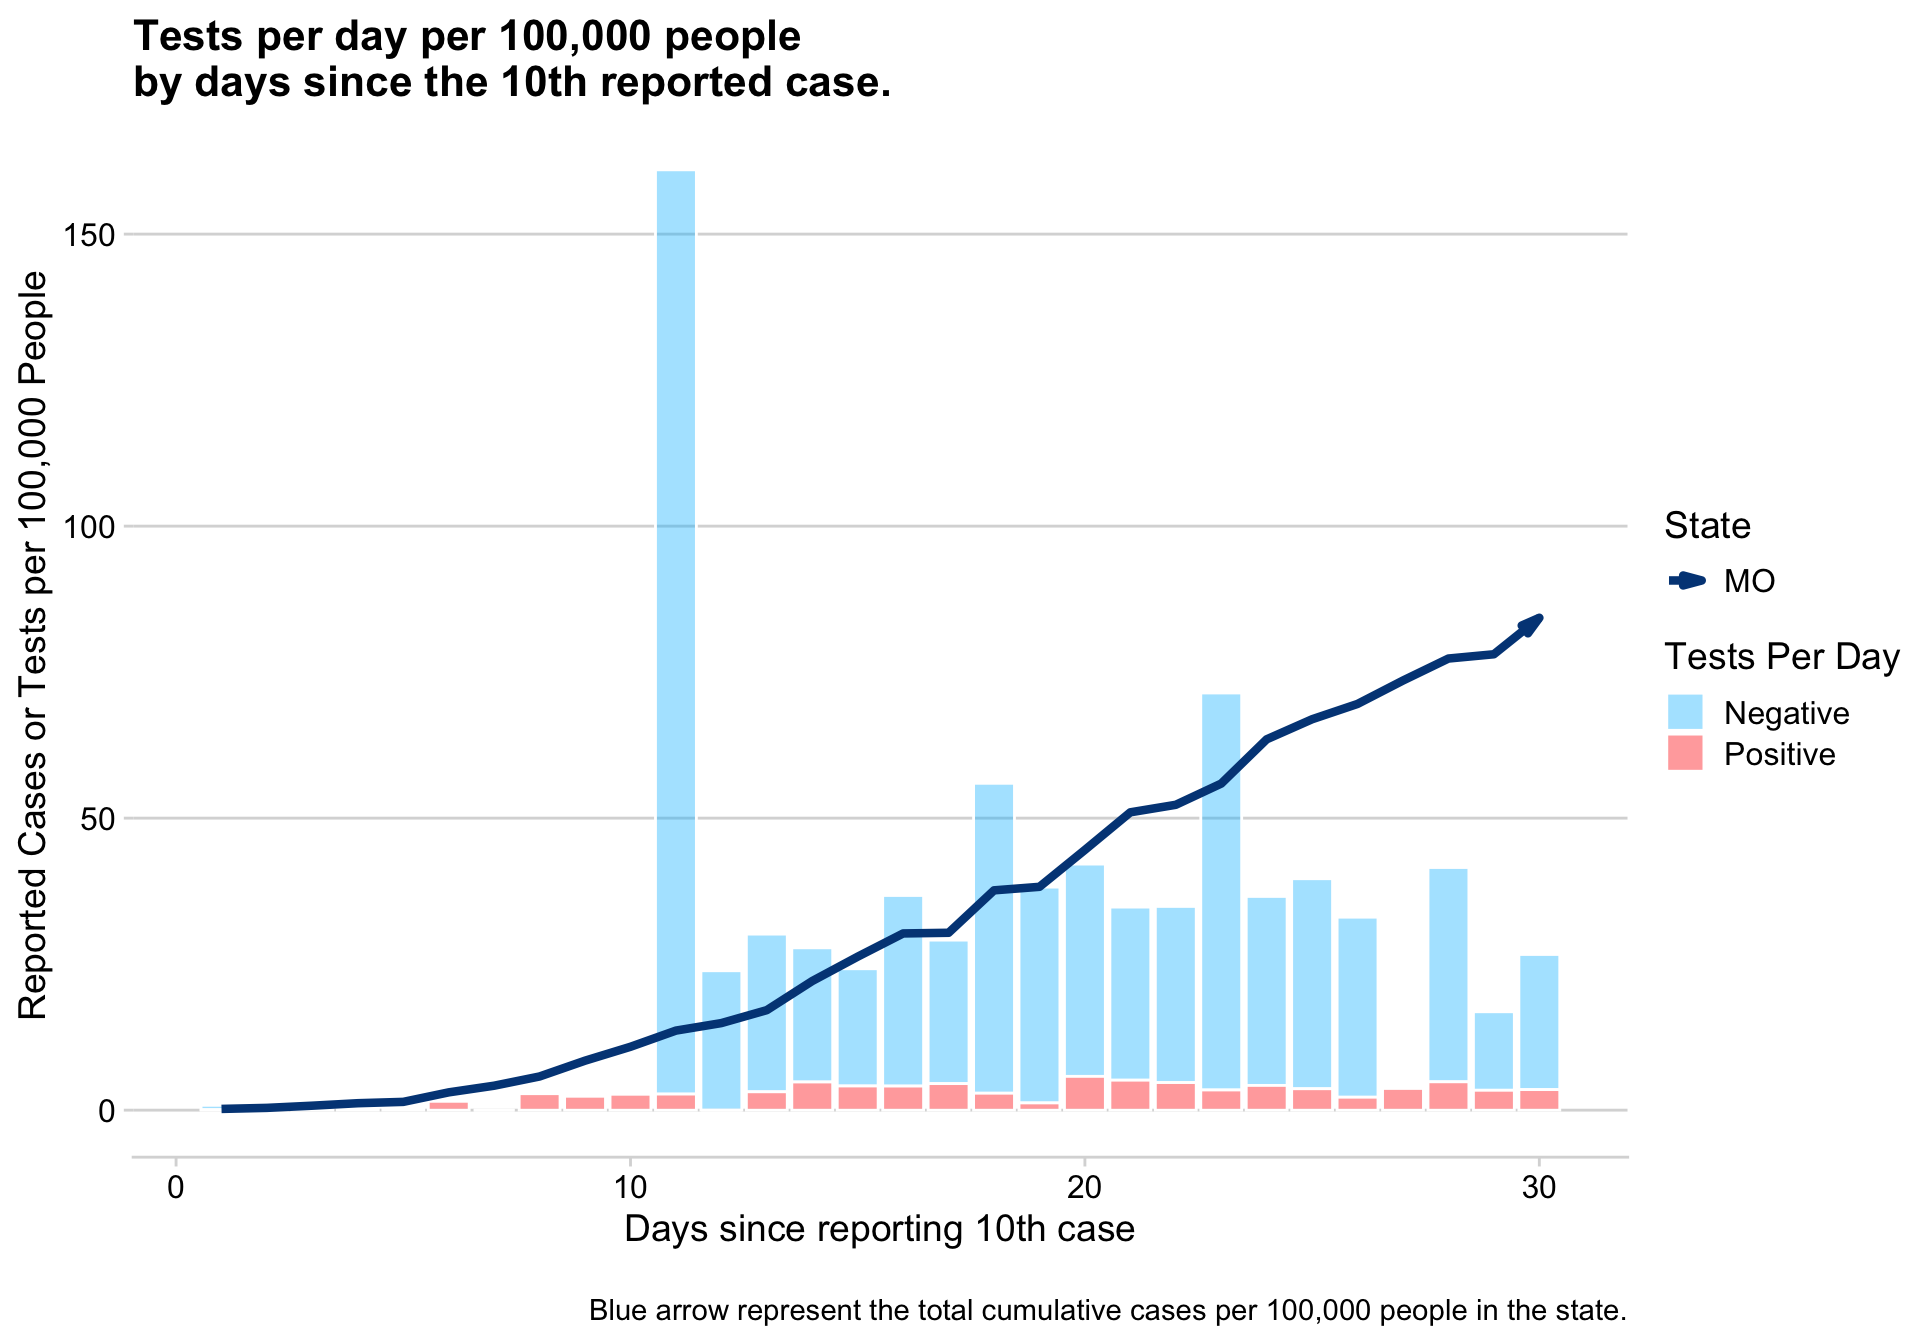 Tests per day per 100,000 people
by days since the 10th reported case.
Reported Cases or Tests per 100,000 People
150
100
50
0
0
10
20
30
Days since reporting 10th case
State
MO
Tests Per Day
Negative
Positive
Blue arrow represent the total cumulative cases per 100,000 people in the state.